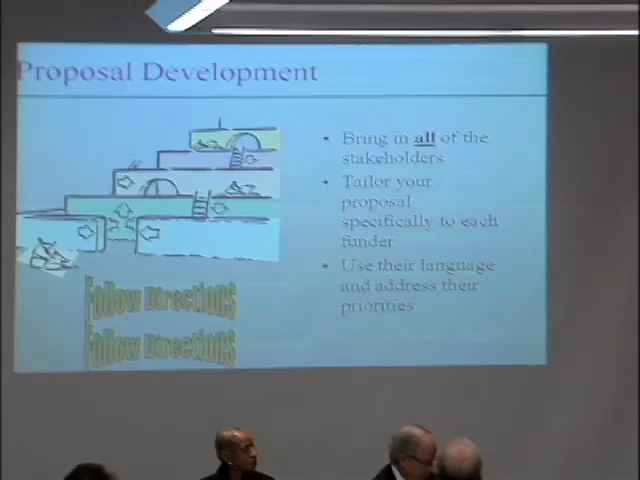 Proposal Development
• Bring in all of the
stakeholders
• Tailor your
proposal
specifically to each
funder
• Use their language
and address their
priorities
Follow Directions
Follow Directions